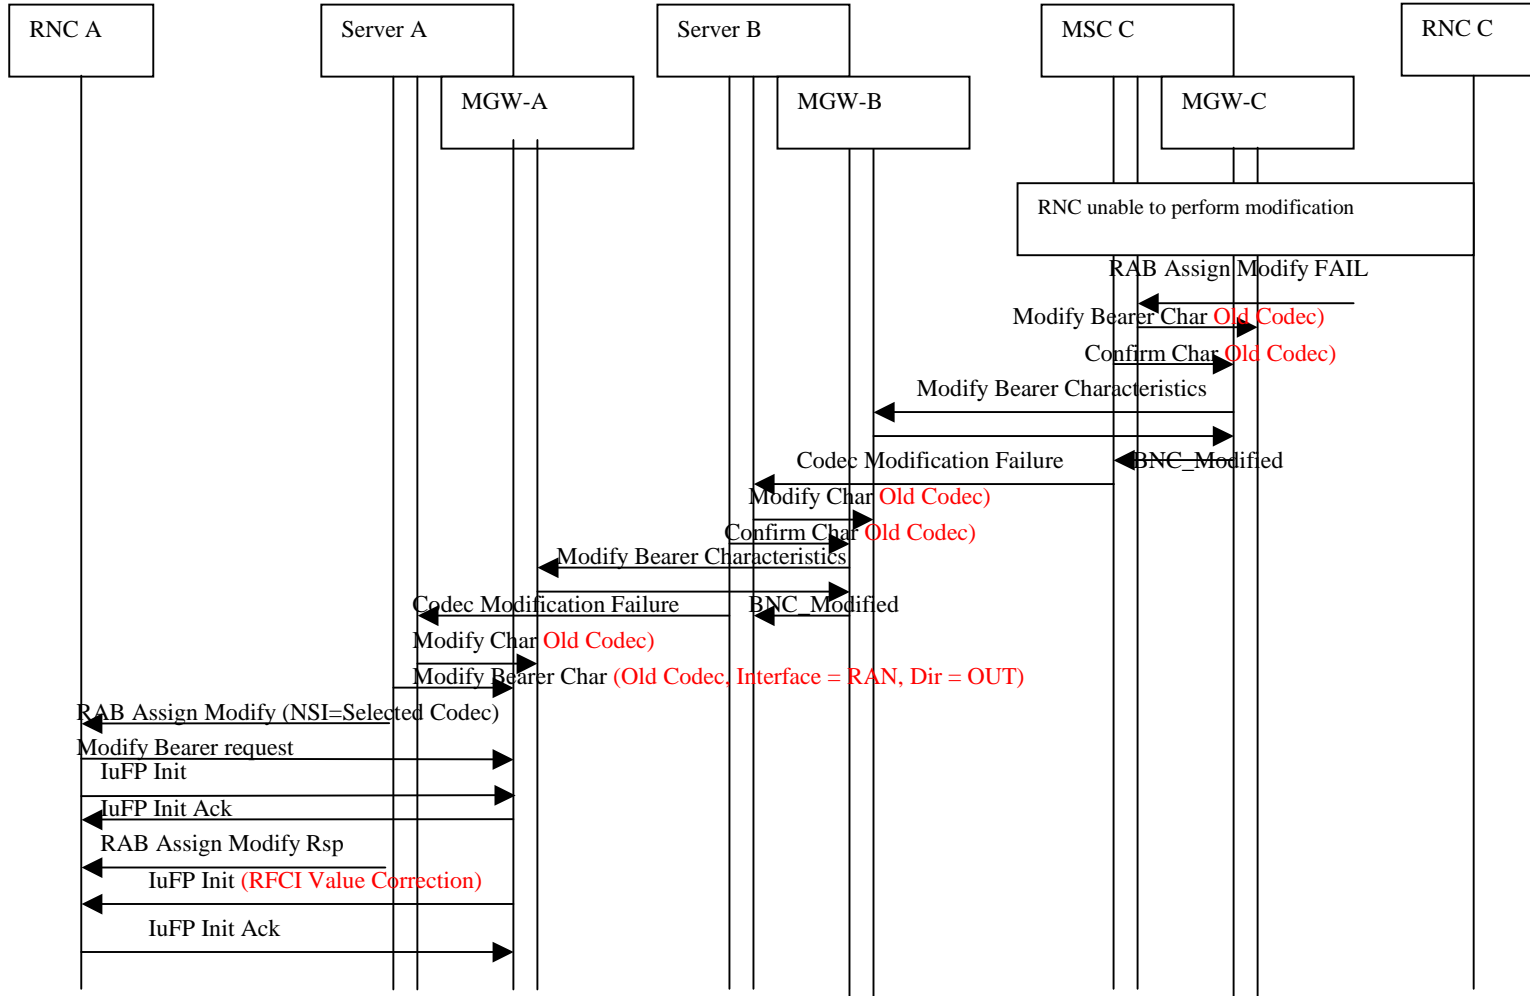 RNC A
Server A
Server B
MSC C
RNC C
MGW-A
MGW-B
MGW-C
RNC unable to perform modification
RAB Assign Modify FAIL
Modify Bearer Char Old Codec)
Confirm Char Old Codec)
Modify Bearer Characteristics
Codec Modification Failure
BNC_Modified
Modify Char Old Codec)
Confirm Char Old Codec)
Modify Bearer Characteristics
Codec Modification Failure
BNC_Modified
Modify Char Old Codec)
Modify Bearer Char (Old Codec, Interface = RAN, Dir = OUT)
RAB Assign Modify (NSI=Selected Codec)
Modify Bearer request
IuFP Init
IuFP Init Ack
RAB Assign Modify Rsp
IuFP Init (RFCI Value Correction)
IuFP Init Ack